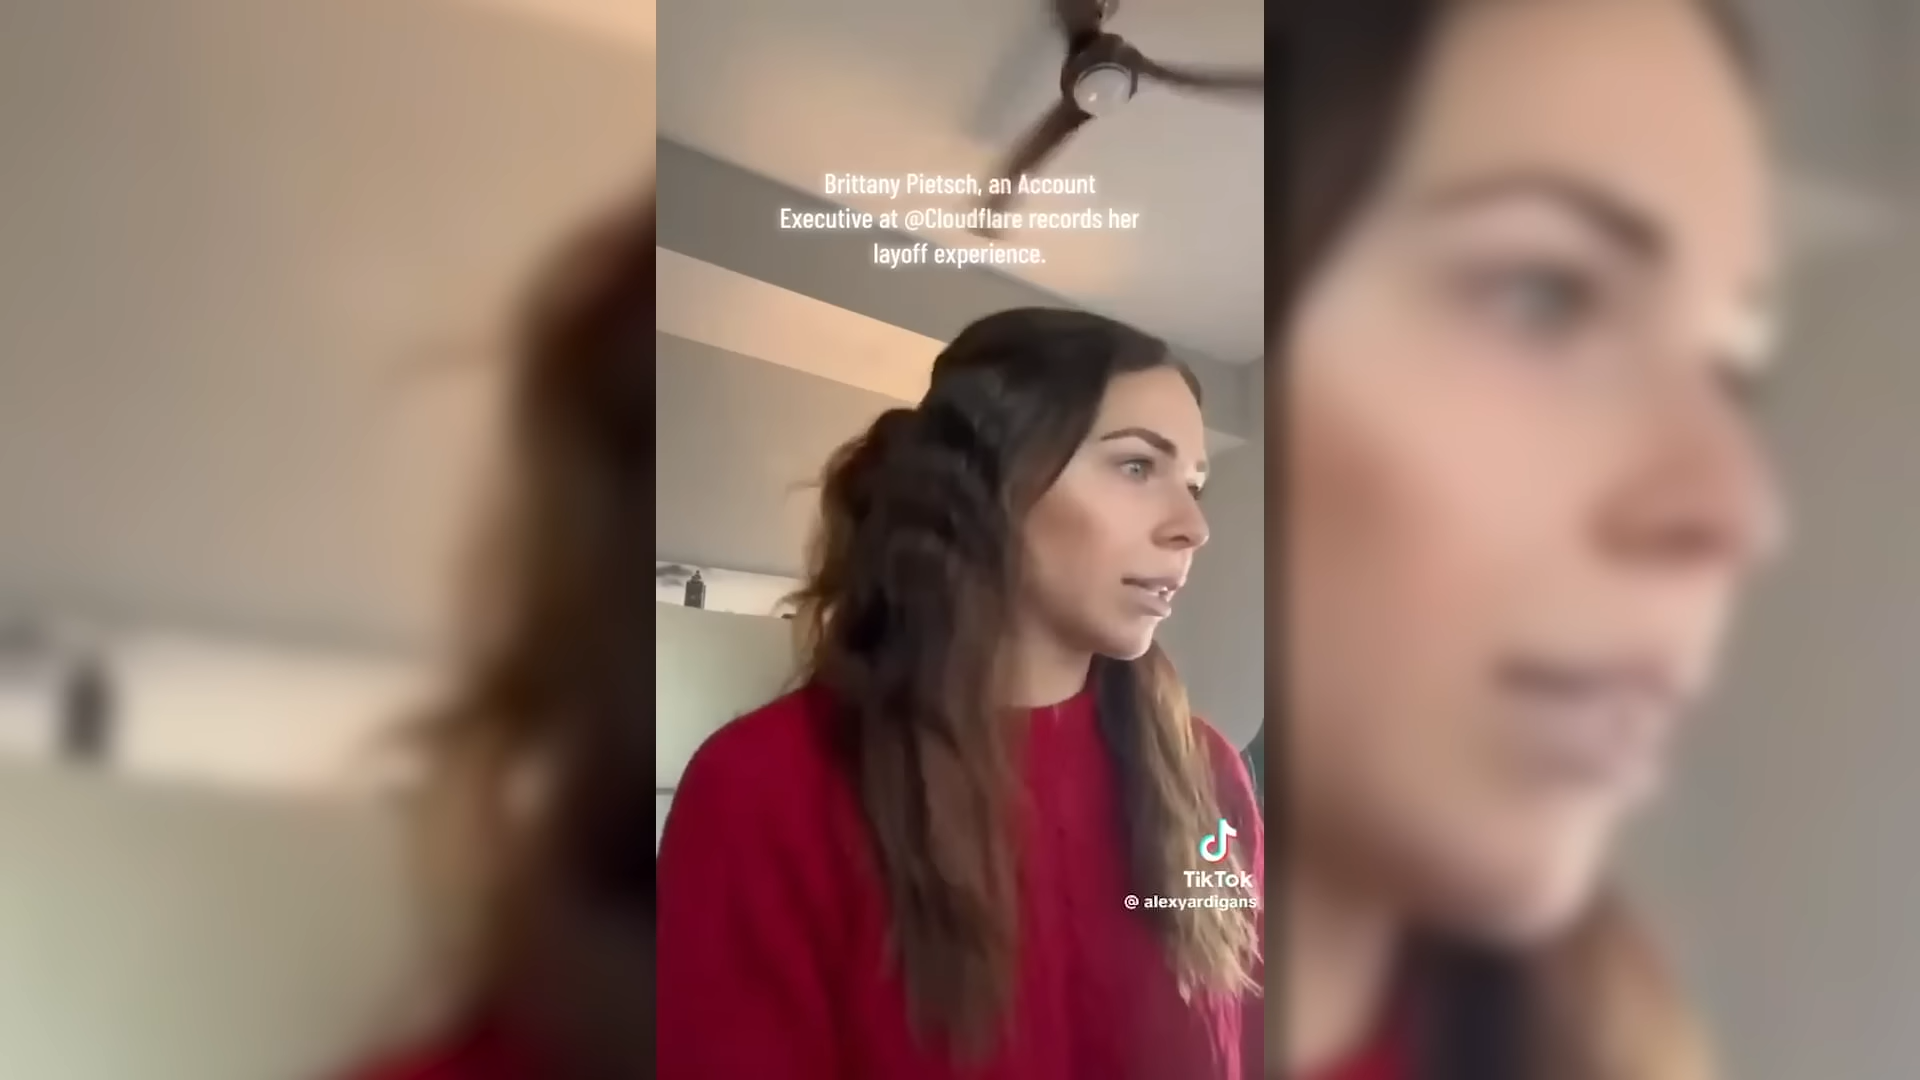 Brittany Pietsch, an Account
Executive at @Cloudflare records her
layoff experience.
TikTok
@ alexyardigans